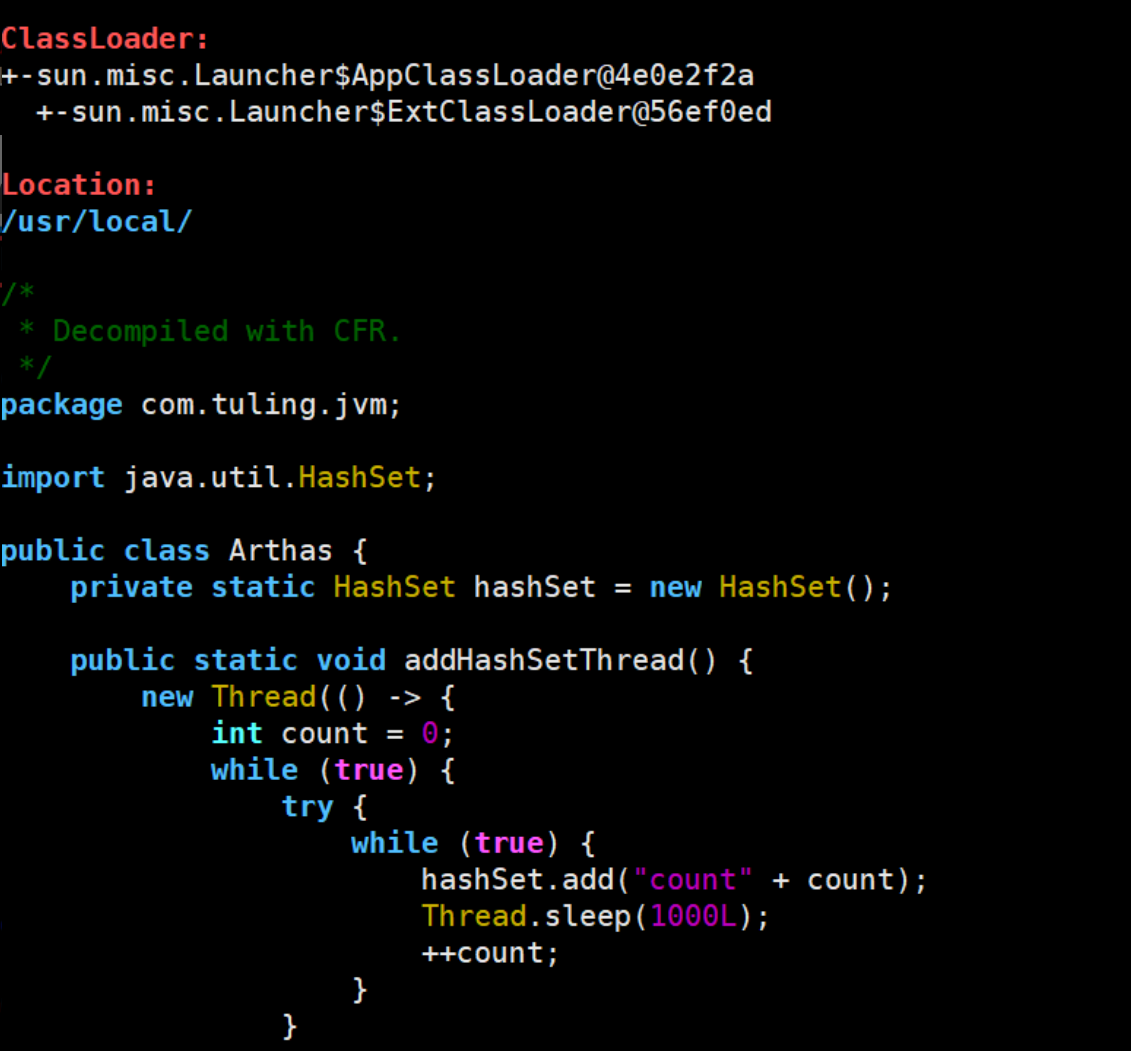 ClassLoader:
+-sun.misc.Launcher$AppClassLoader@4e0e2f2a
  +-sun.misc.Launcher$ExtClassLoader@56ef0ed
Location:
/usr/local/
/*
 * Decompiled with CFR.
 */
package com.tuling.jvm;
import java.util.HashSet;
public class Arthas {
    private static HashSet hashSet = new HashSet();
    public static void addHashSetThread() {
        new Thread(() -> {
            int count = 0;
            while (true) {
                try {
                    while (true) {
                        hashSet.add("count" + count);
                        Thread.sleep(1000L);
                        ++count;
                    }
                }